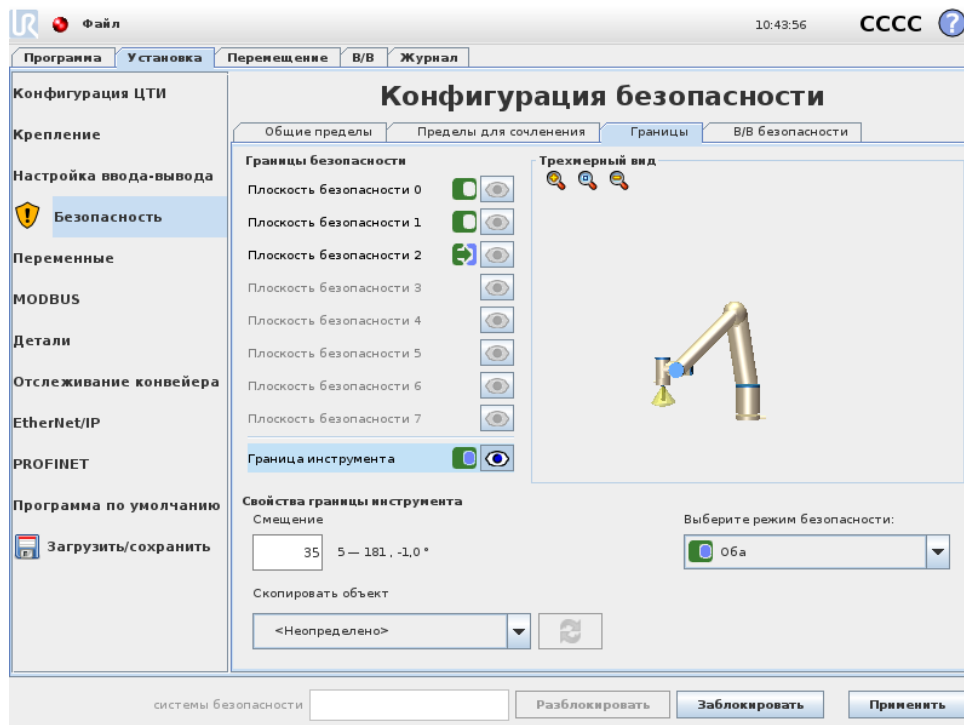 UR Файл 10:43:56 CCCC ?
Программа Установка Перемещение В/В Журнал
Конфигурация ЦТИ
Крепление
Настройка ввода-вывода
Безопасность
Переменные
MODBUS
Детали
Отслеживание конвейера
EtherNet/IP
PROFINET
Программа по умолчанию
Загрузить/сохранить
Конфигурация безопасности
Общие пределы Пределы для сочленения Границы В/В безопасности
Границы безопасности
Плоскость безопасности 0
Плоскость безопасности 1
Плоскость безопасности 2
Плоскость безопасности 3
Плоскость безопасности 4
Плоскость безопасности 5
Плоскость безопасности 6
Плоскость безопасности 7
Граница инструмента
Трехмерный вид
Свойства границы инструмента
Смещение
35 5 — 181 , -1,0 °
Выберите режим безопасности:
Оба
Скопировать объект
<Неопределено>
системы безопасности Разблокировать Заблокировать Применить